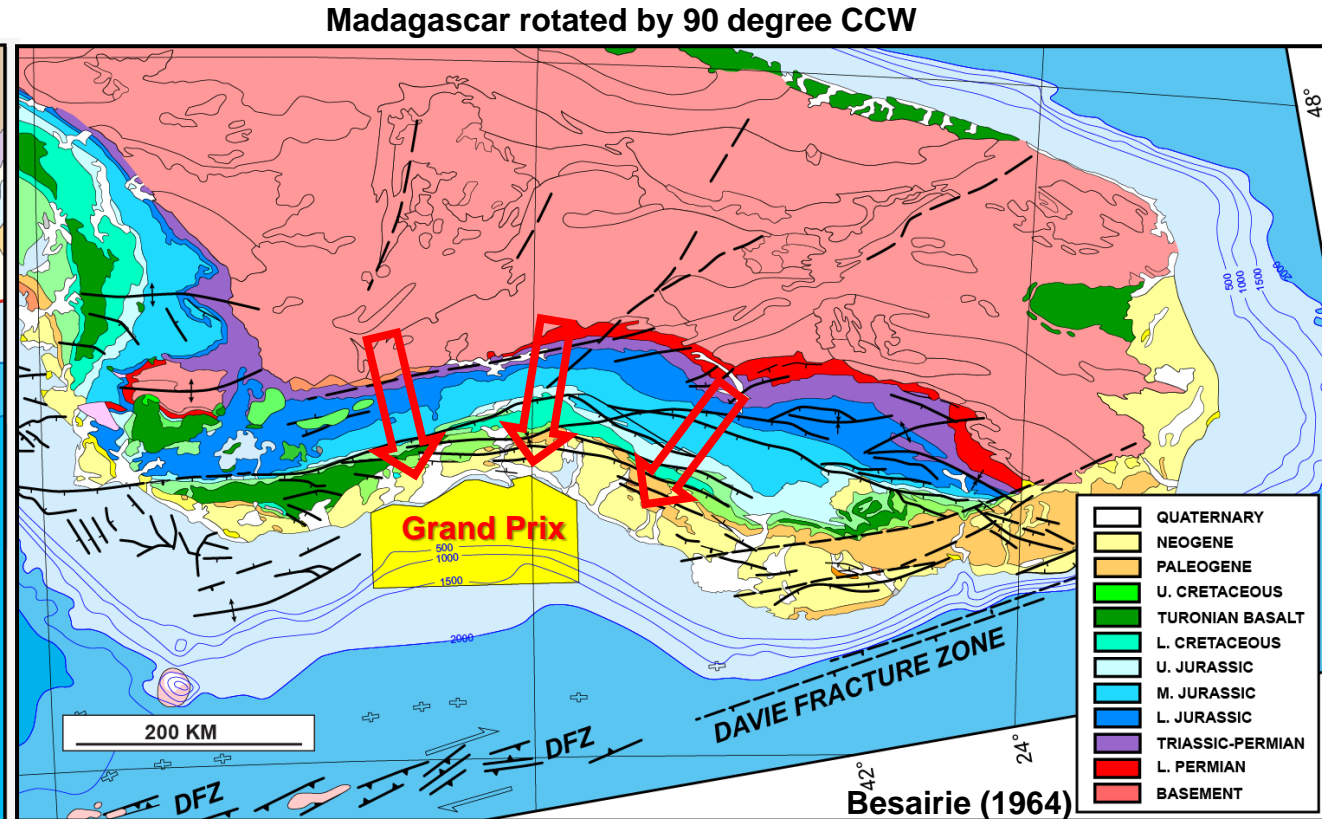 Madagascar rotated by 90 degree CCW
48°
500
1000
1500
2000
Grand Prix
500
1000
1500
2000
200 KM
DAVIE FRACTURE ZONE
DFZ
DFZ
42°
24°
Besairie (1964)
QUATERNARY
NEOGENE
PALEOGENE
U. CRETACEOUS
TURONIAN BASALT
L. CRETACEOUS
U. JURASSIC
M. JURASSIC
L. JURASSIC
TRIASSIC-PERMIAN
L. PERMIAN
BASEMENT